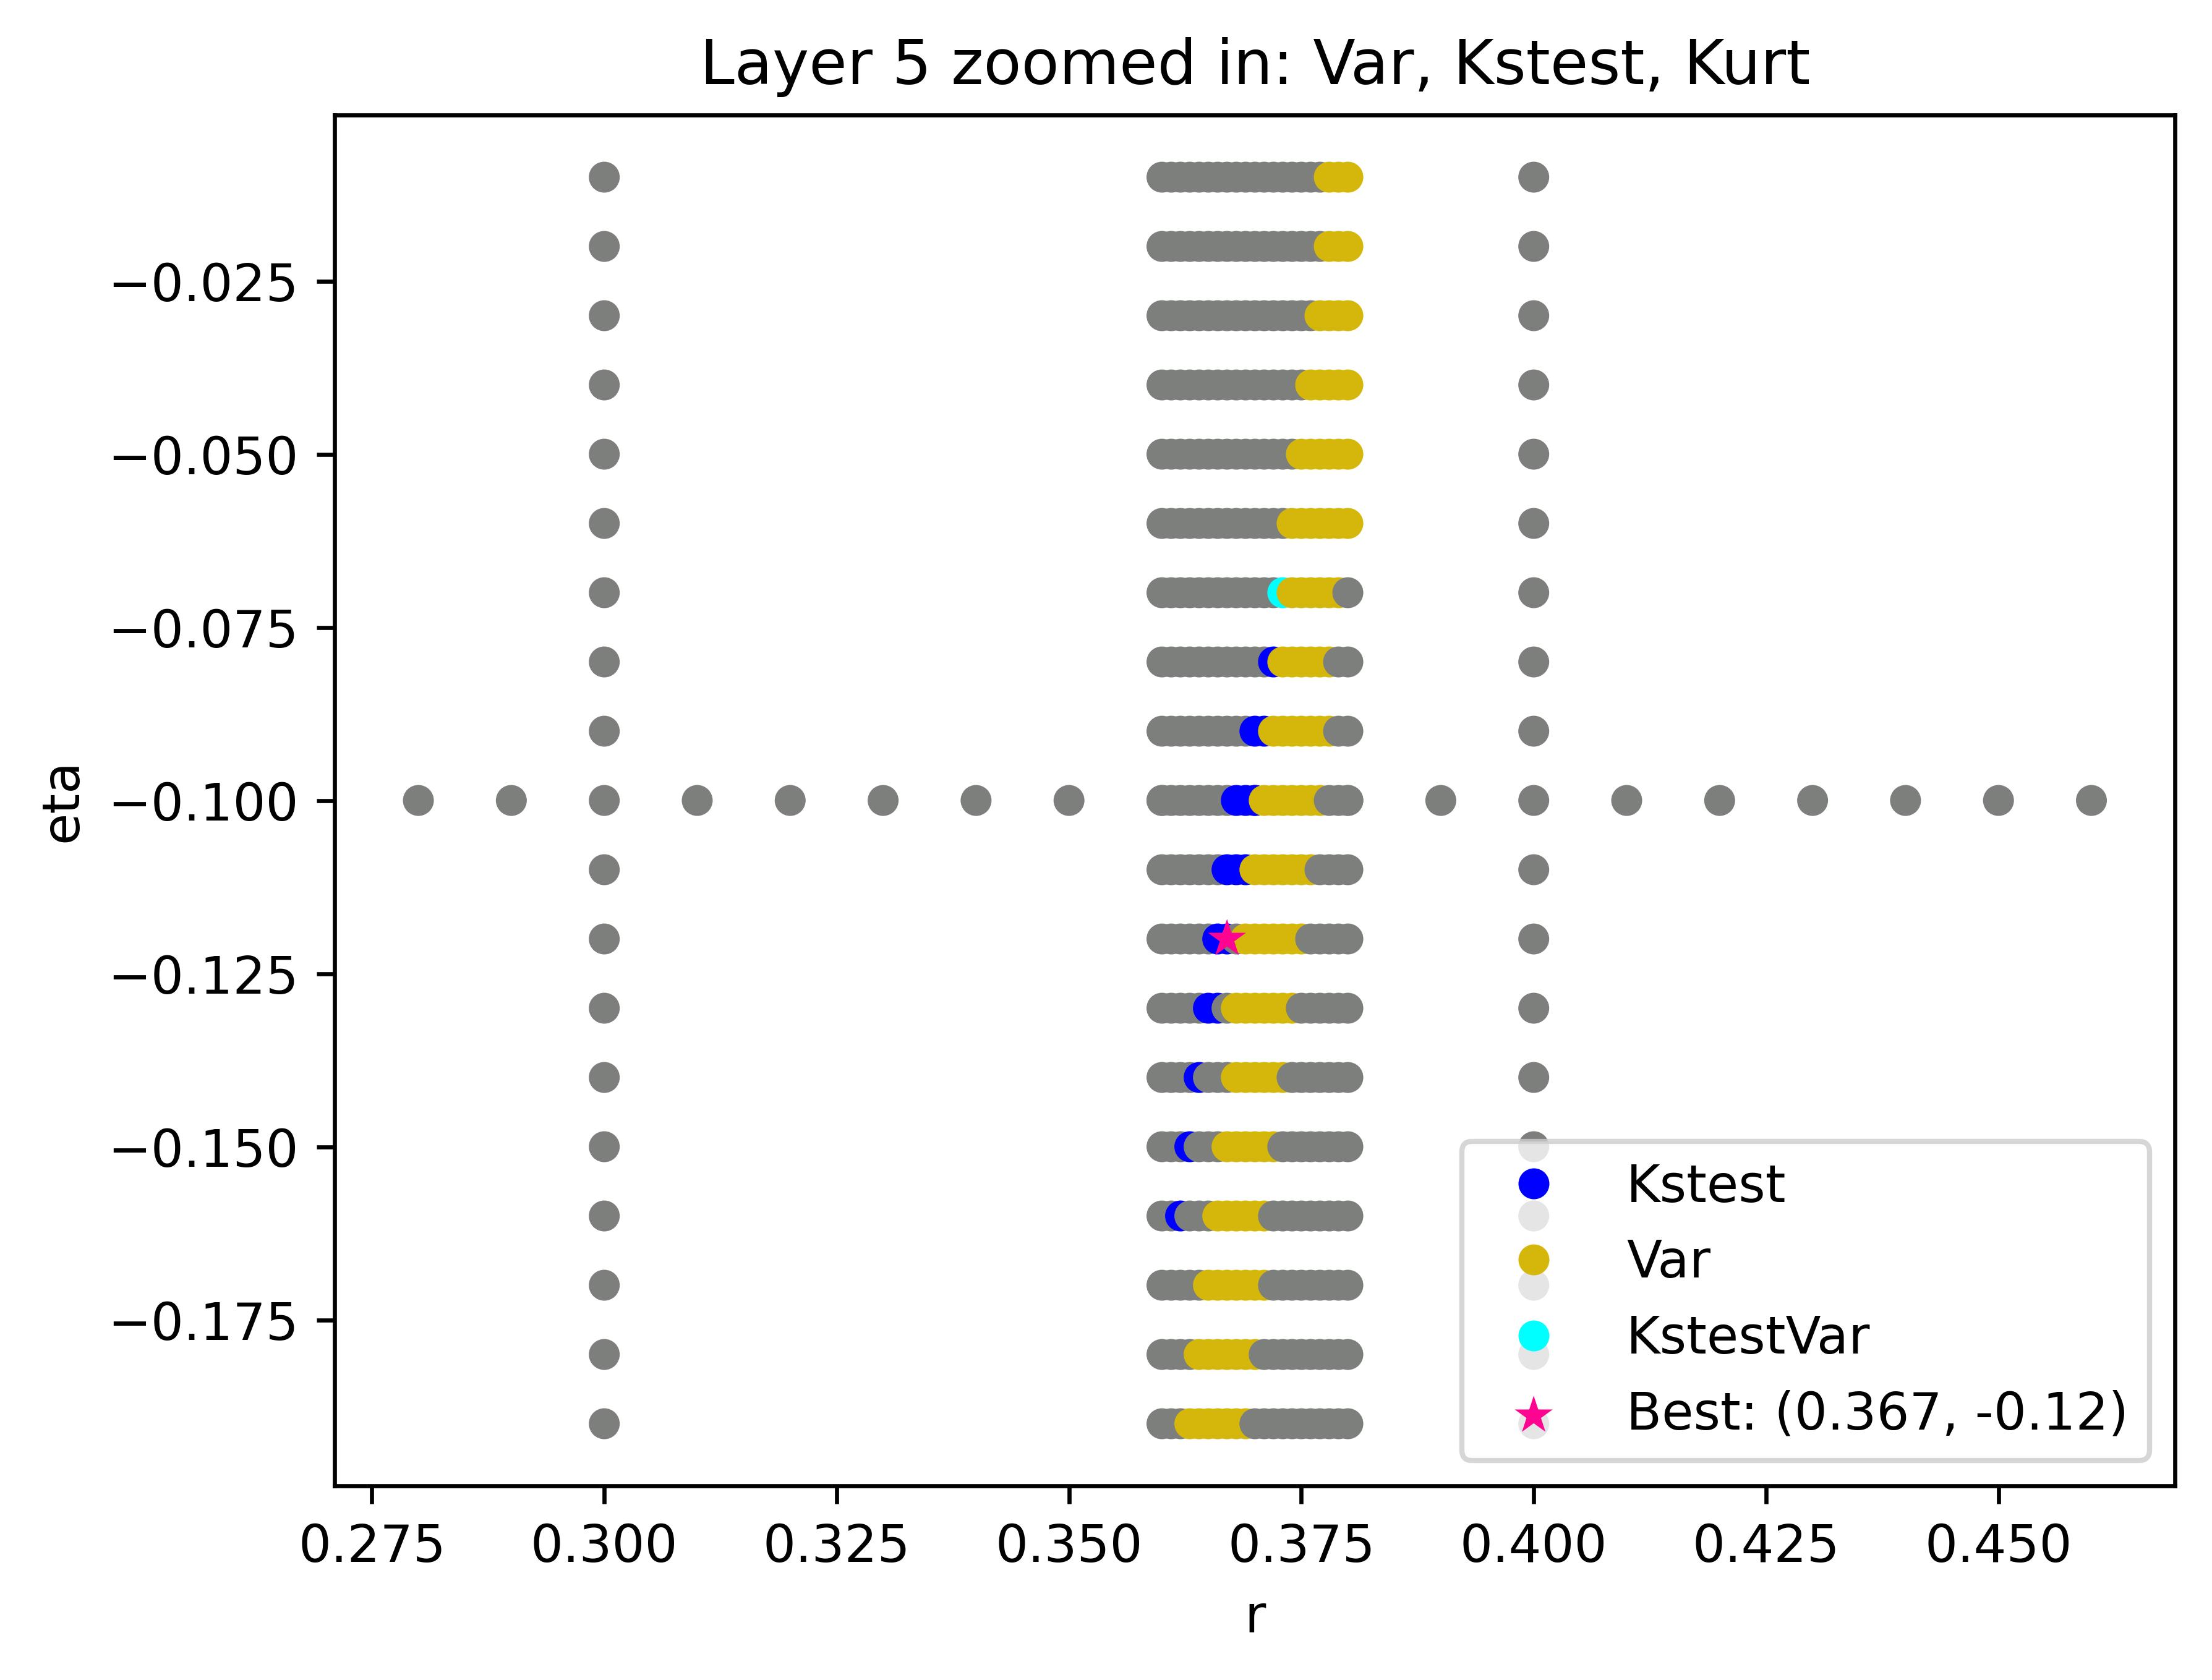 Layer 5 zoomed in: Var, Kstest, Kurt
−0.025
−0.050
−0.075
−0.100
−0.125
−0.150
−0.175
eta
Kstest
Var
KstestVar
Best: (0.367, -0.12)
0.275 0.300 0.325 0.350 0.375 0.400 0.425 0.450
r